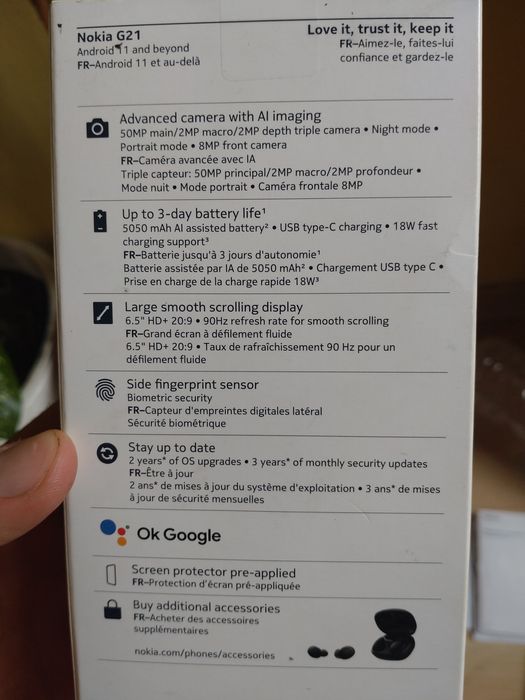 Nokia G21
Android 11 and beyond
FR–Android 11 et au-delà
Love it, trust it, keep it
FR–Aimez-le, faites-lui
confiance et gardez-le
Advanced camera with AI imaging
50MP main/2MP macro/2MP depth triple camera • Night mode •
Portrait mode • 8MP front camera
FR–Caméra avancée avec IA
Triple capteur: 50MP principal/2MP macro/2MP profondeur •
Mode nuit • Mode portrait • Caméra frontale 8MP
Up to 3-day battery life¹
5050 mAh AI assisted battery² • USB type-C charging • 18W fast
charging support³
FR–Batterie jusqu'à 3 jours d'autonomie¹
Batterie assistée par IA de 5050 mAh² • Chargement USB type C •
Prise en charge de la charge rapide 18W³
Large smooth scrolling display
6.5" HD+ 20:9 • 90Hz refresh rate for smooth scrolling
FR–Grand écran à défilement fluide
6.5" HD+ 20:9 • Taux de rafraîchissement 90 Hz pour un
défilement fluide
Side fingerprint sensor
Biometric security
FR–Capteur d'empreintes digitales latéral
Sécurité biométrique
Stay up to date
2 years* of OS upgrades • 3 years* of monthly security updates
FR–Être à jour
2 ans* de mises à jour du système d'exploitation • 3 ans* de mises
à jour de sécurité mensuelles
Ok Google
Screen protector pre-applied
FR–Protection d'écran pré-appliquée
Buy additional accessories
FR–Acheter des accessoires
supplémentaires
nokia.com/phones/accessories